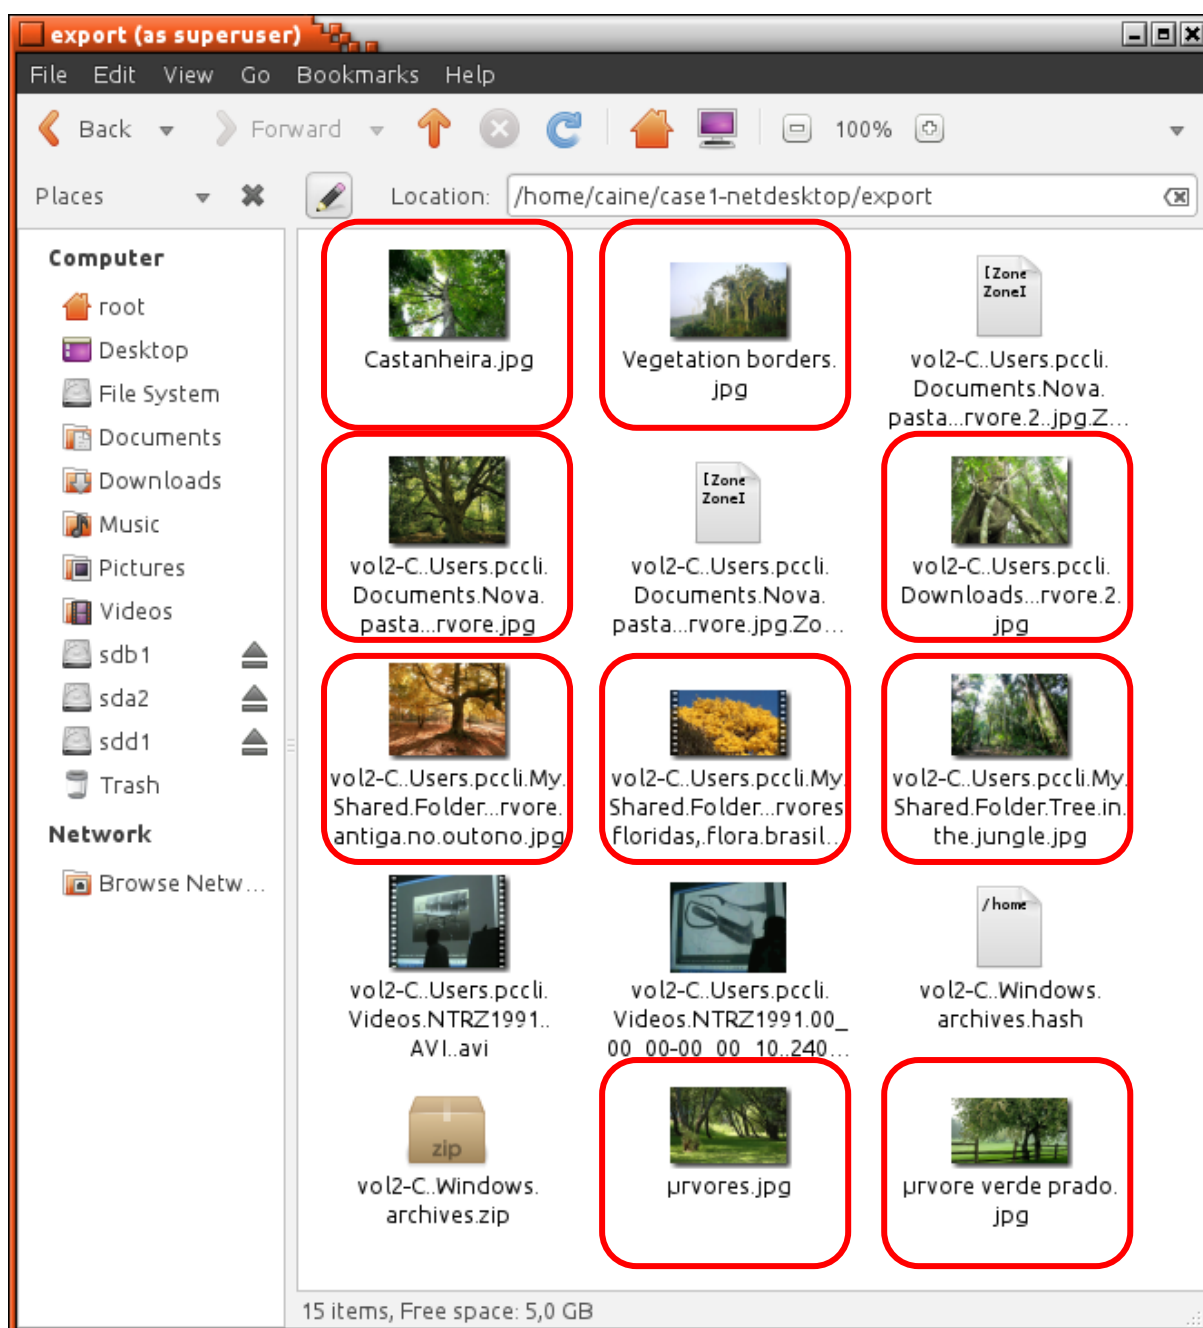 export (as superuser)
File Edit View Go Bookmarks Help
Back Forward 100%
Places Location: /home/caine/case1-netdesktop/export
Computer
root
Desktop
File System
Documents
Downloads
Music
Pictures
Videos
sdb1
sda2
sdd1
Trash
Network
Browse Netw...
Castanheira.jpg
Vegetation borders.
jpg
[Zone
ZoneI
vol2-C..Users.pccli.
Documents.Nova.
pasta...rvore.2..jpg.Z...
vol2-C..Users.pccli.
Documents.Nova.
pasta...rvore.jpg
[Zone
ZoneI
vol2-C..Users.pccli.
Documents.Nova.
pasta...rvore.jpg.Zo...
vol2-C..Users.pccli.
Downloads...rvore.2.
jpg
vol2-C..Users.pccli.My.
Shared.Folder...rvore.
antiga.no.outono.jpg
vol2-C..Users.pccli.My.
Shared.Folder...rvores
floridas,.flora.brasil...
vol2-C..Users.pccli.My.
Shared.Folder.Tree.in.
the.jungle.jpg
vol2-C..Users.pccli.
Videos.NTRZ1991..
AVI..avi
vol2-C..Users.pccli.
Videos.NTRZ1991.00_
00_00-00_00_10..240...
/home
vol2-C..Windows.
archives.hash
zip
vol2-C..Windows.
archives.zip
µrvores.jpg
µrvore verde prado.
jpg
15 items, Free space: 5,0 GB